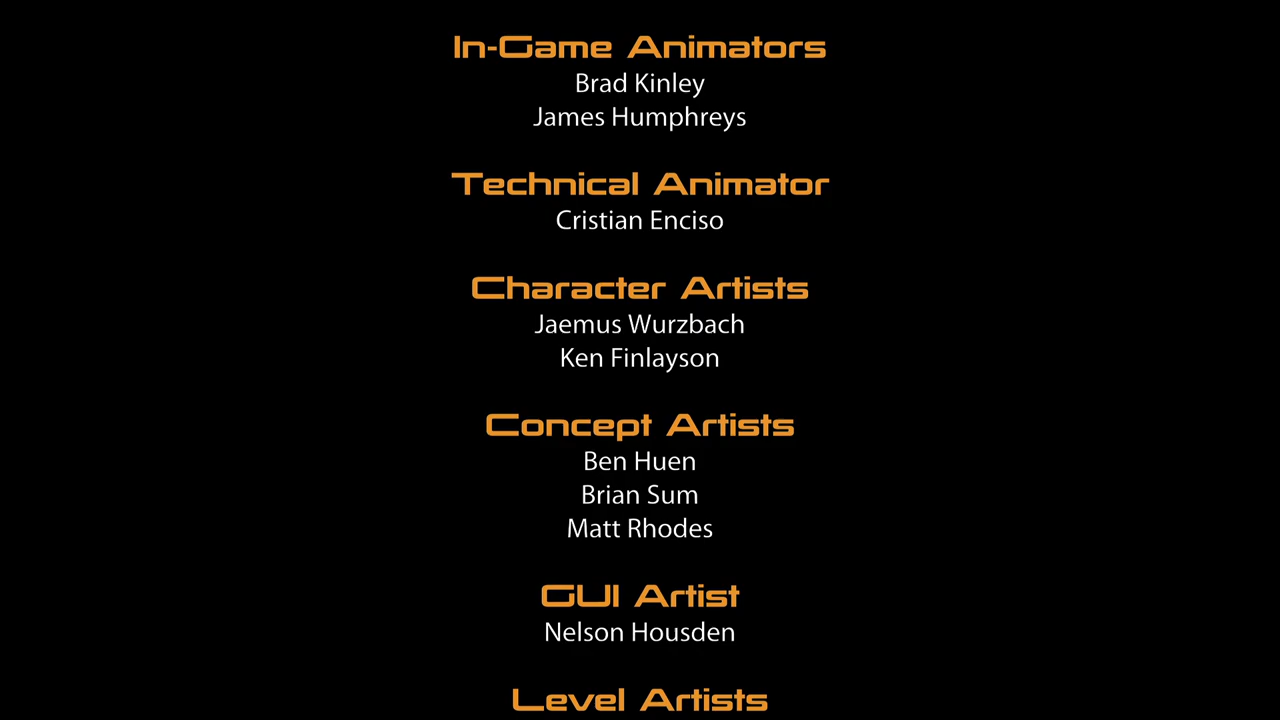 In-Game Animators
Brad Kinley
James Humphreys
Technical Animator
Cristian Enciso
Character Artists
Jaemus Wurzbach
Ken Finlayson
Concept Artists
Ben Huen
Brian Sum
Matt Rhodes
GUI Artist
Nelson Housden
Level Artists